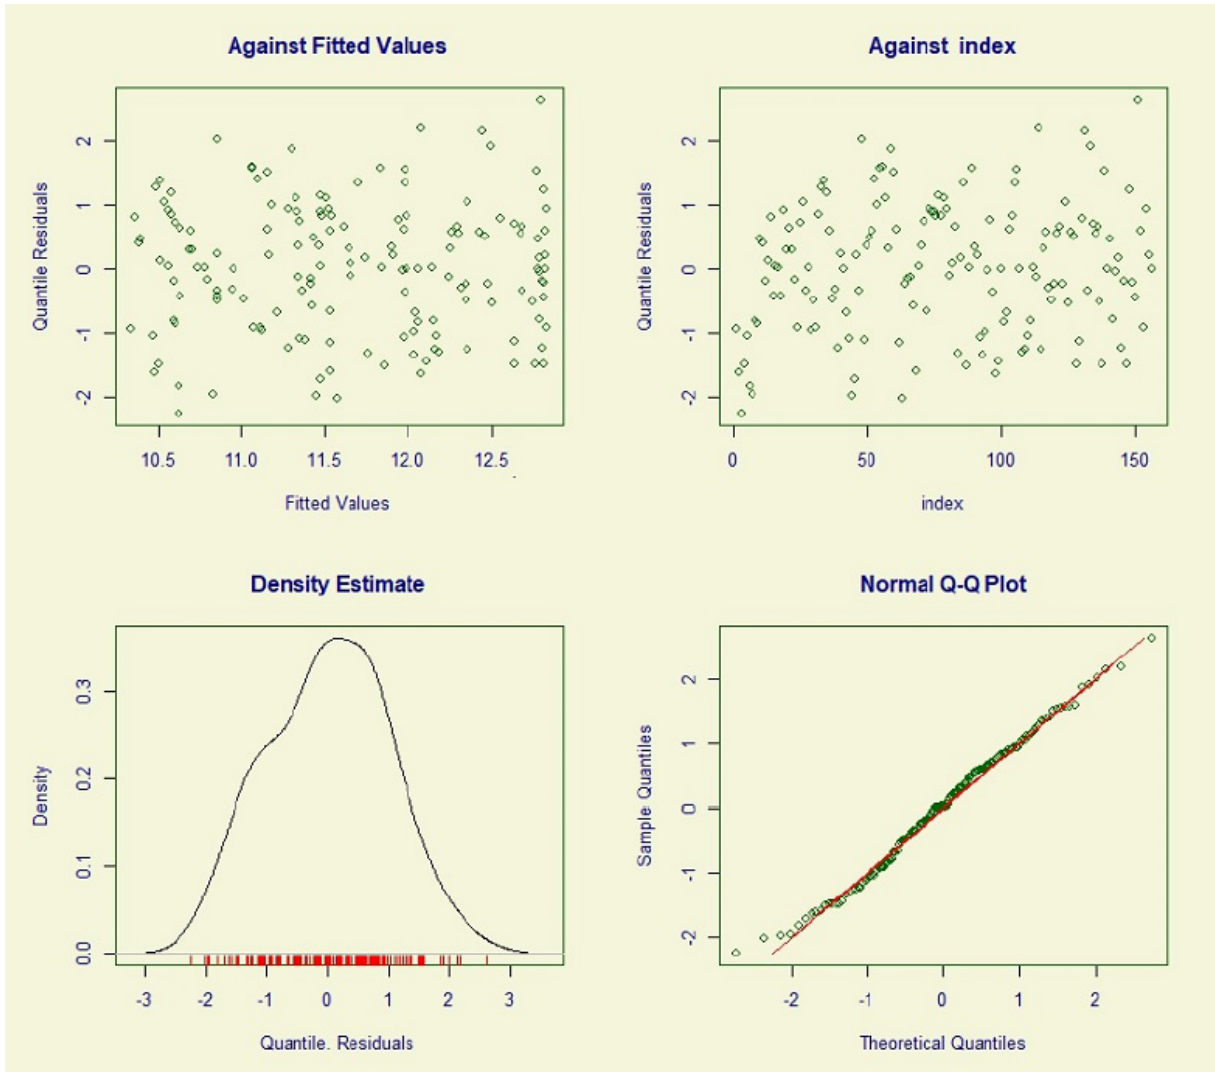 Against Fitted Values
Quantile Residuals
2
1
0
-1
-2
10.5 11.0 11.5 12.0 12.5
Fitted Values
Against index
Quantile Residuals
2
1
0
-1
-2
0 50 100 150
index
Density Estimate
Density
0.3
0.2
0.1
0.0
-3 -2 -1 0 1 2 3
Quantile. Residuals
Normal Q-Q Plot
Sample Quantiles
2
1
0
-1
-2
-2 -1 0 1 2
Theoretical Quantiles